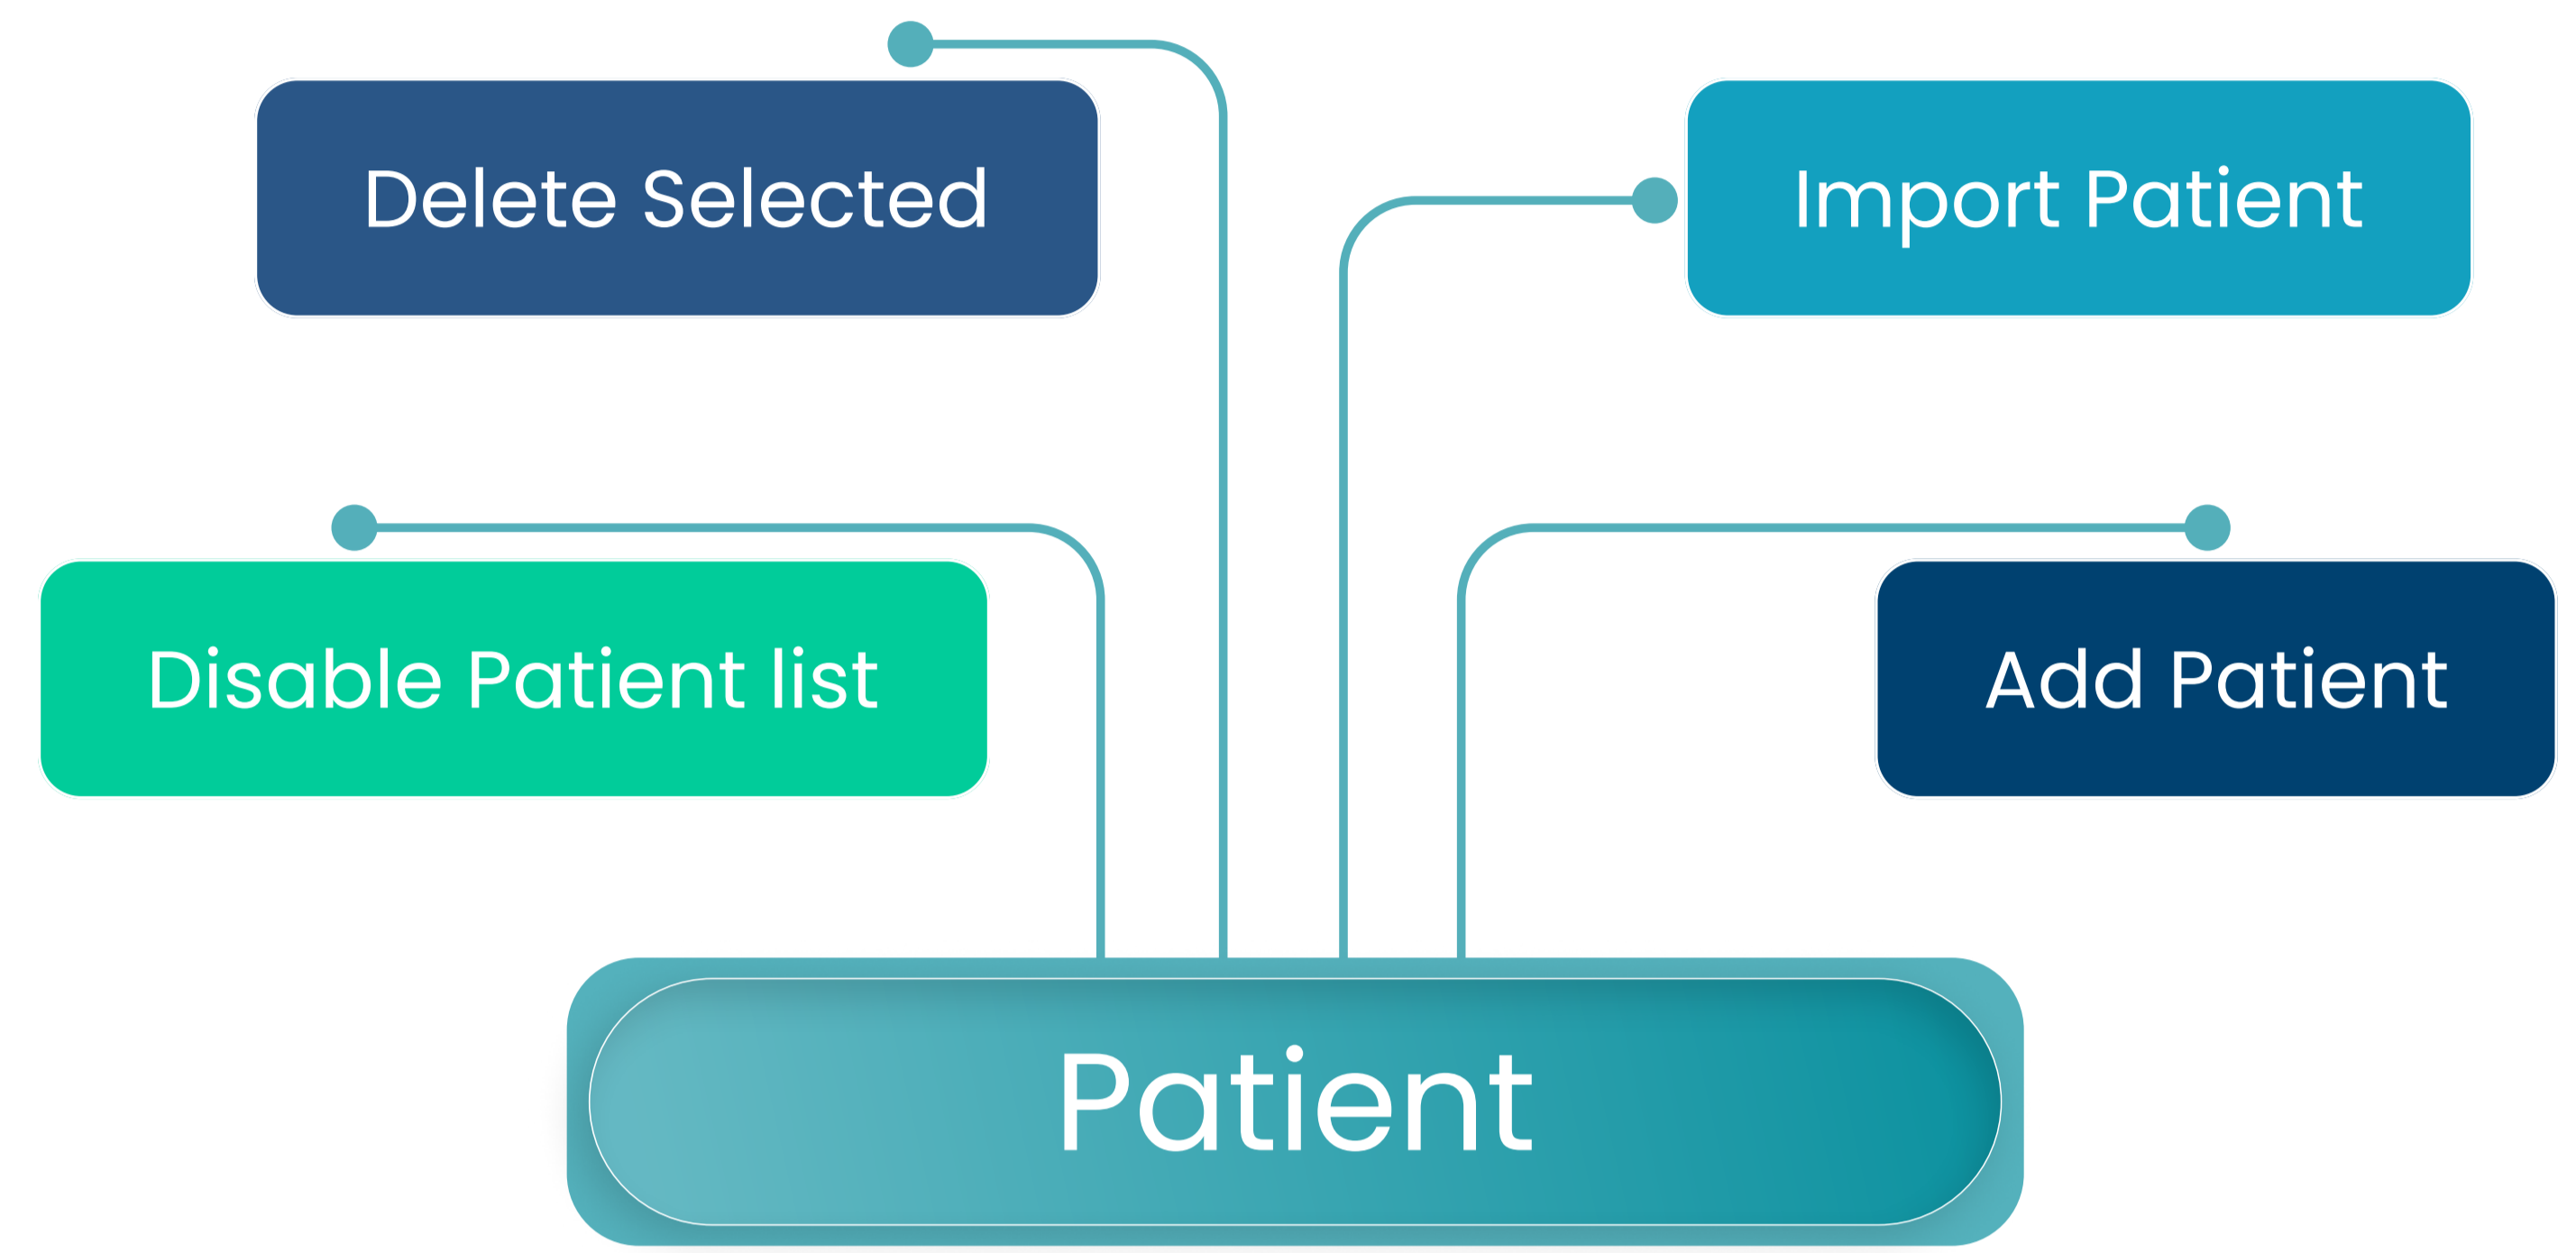 Delete Selected
Import Patient
Disable Patient list
Add Patient
Patient